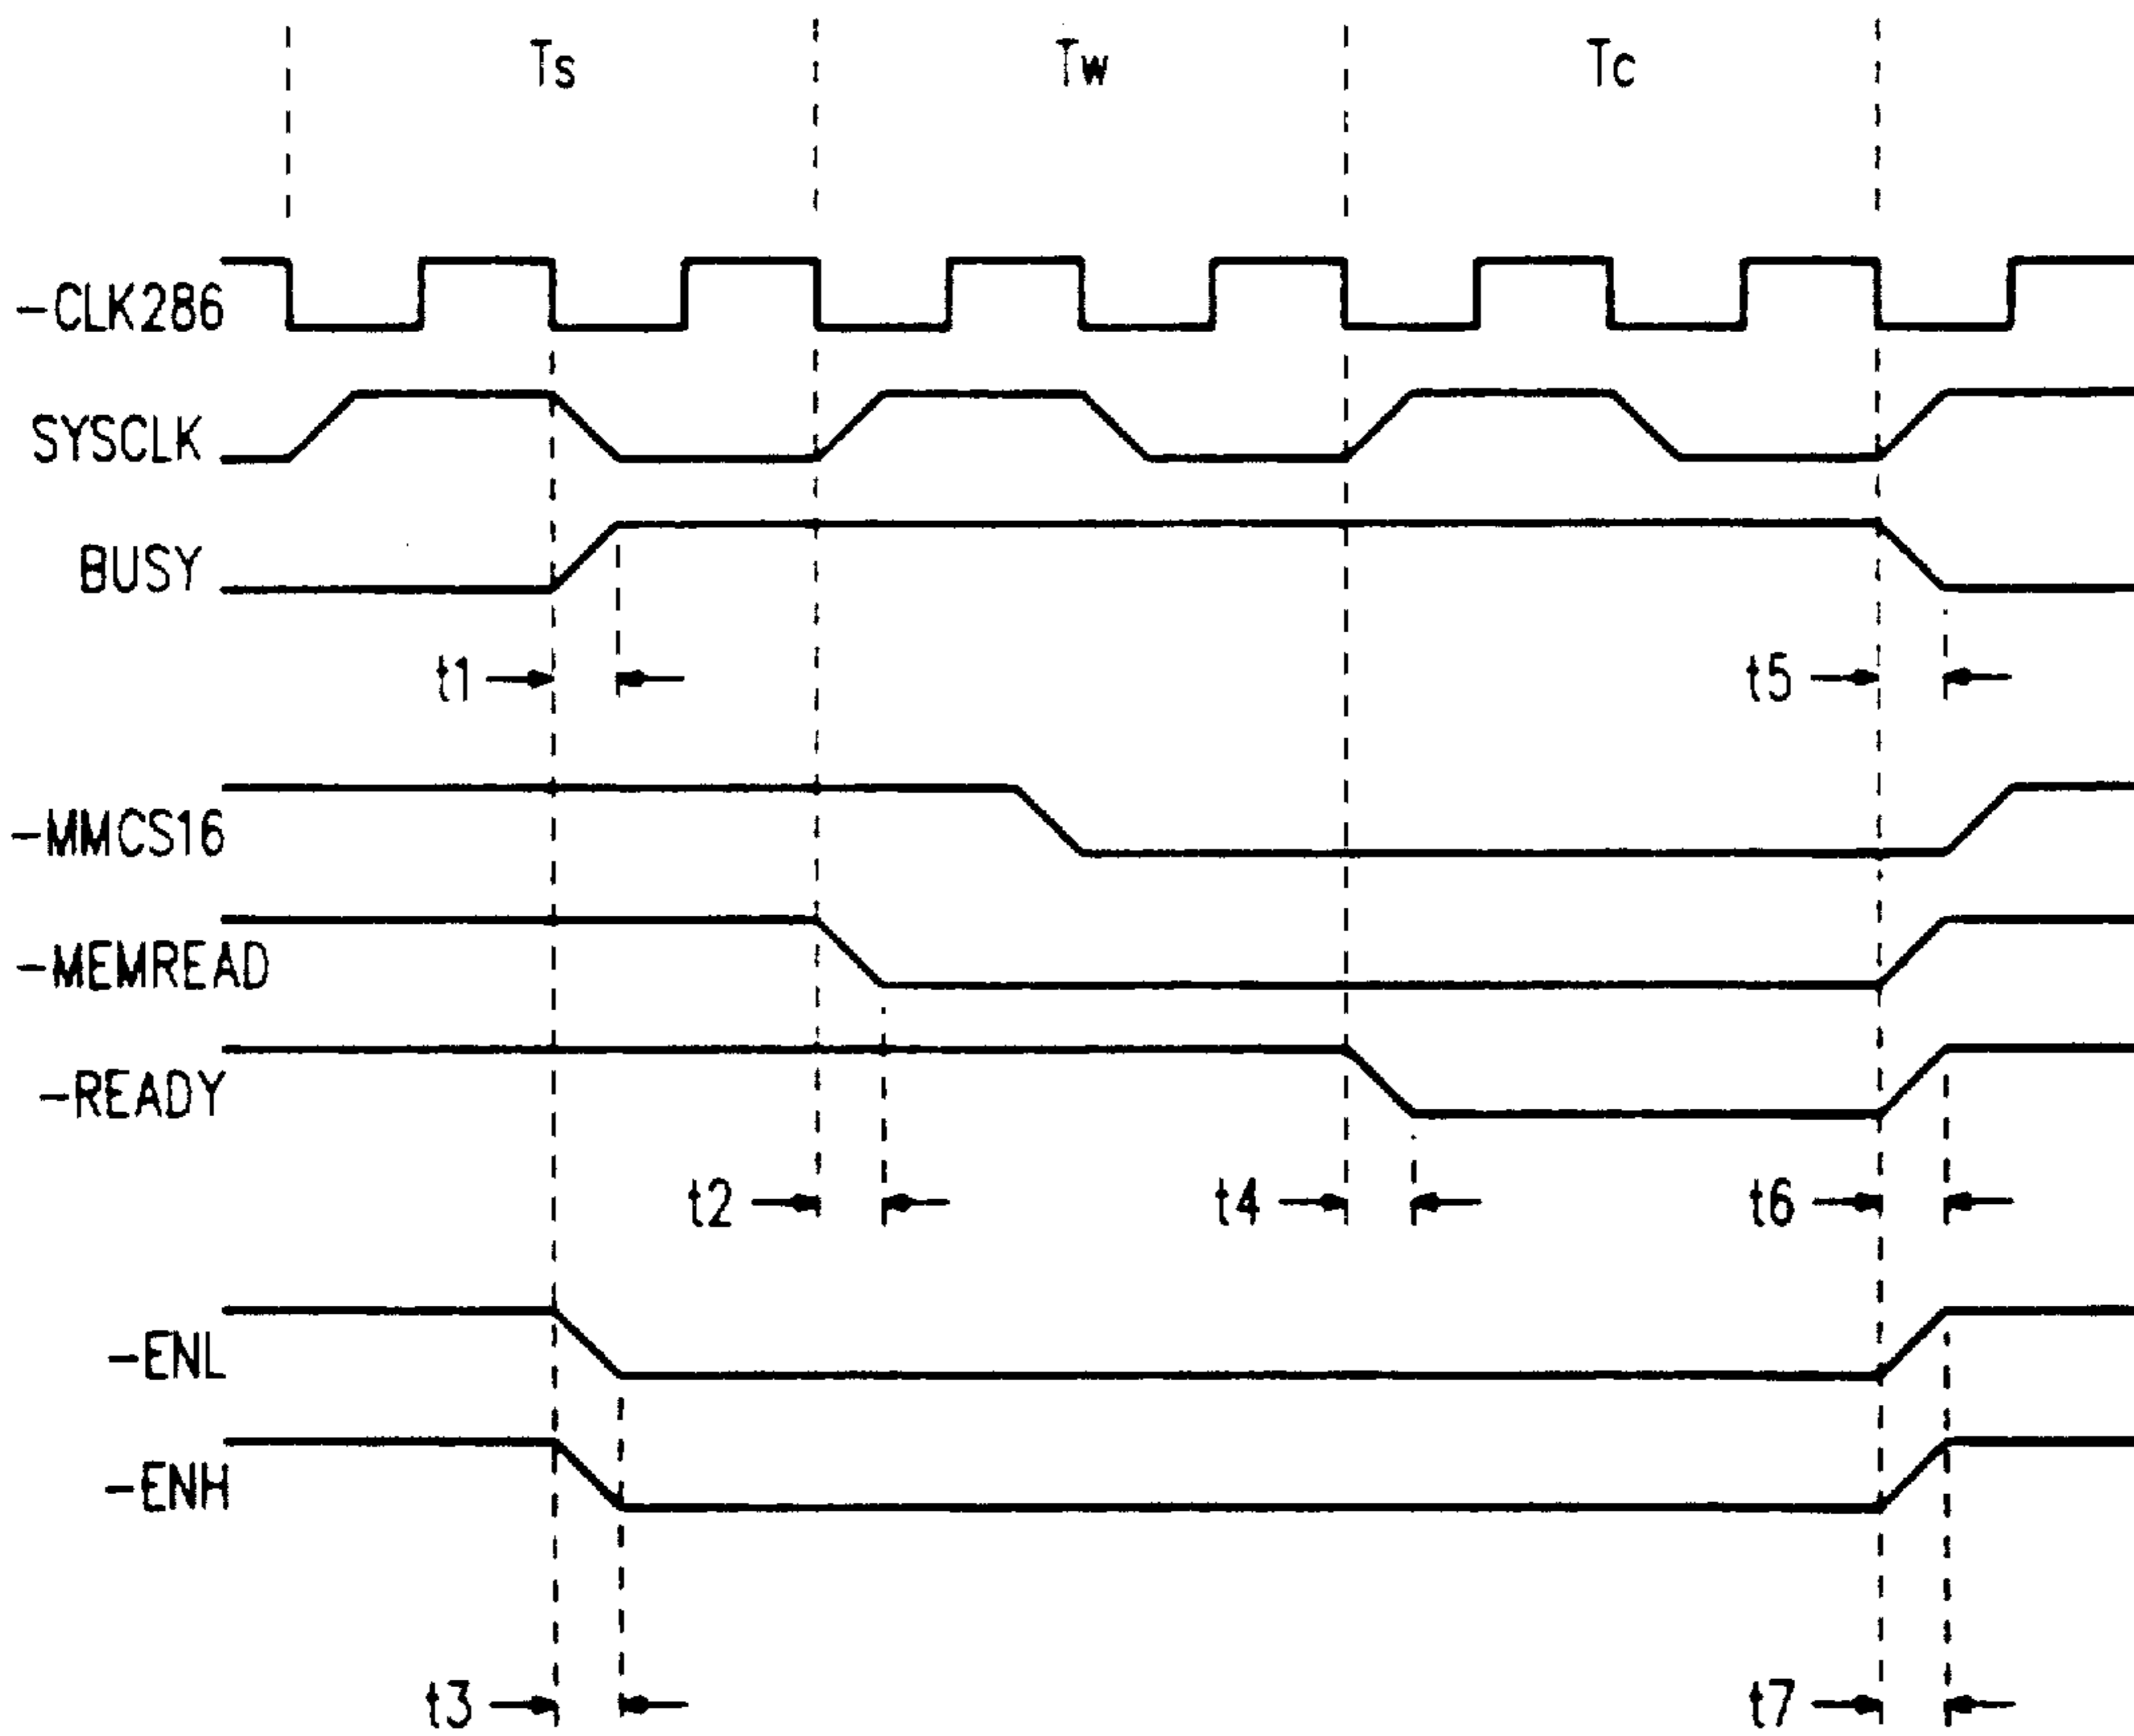 Ts Tw Tc
-CLK286
SYSCLK
BUSY
t1 t5
-MMCS16
-MEMREAD
-READY
t2 t4 t6
-ENL
-ENH
t3 t7